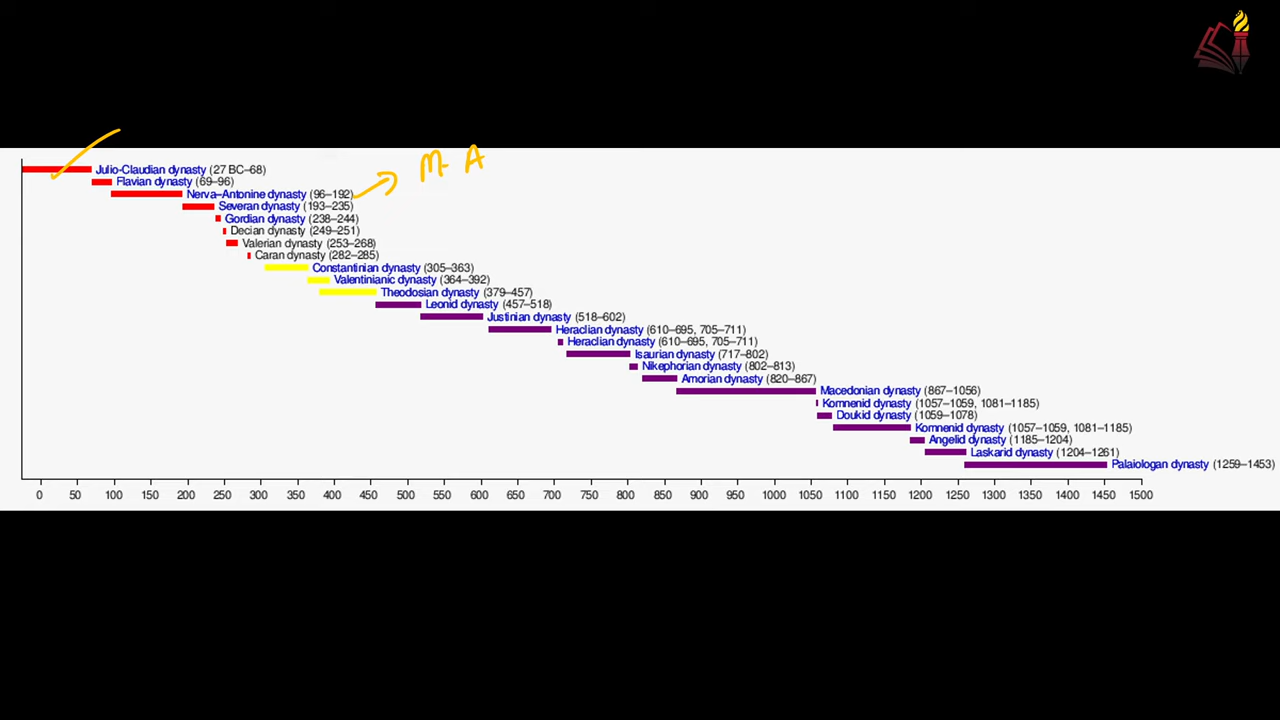 M. A
Julio-Claudian dynasty (27 BC–68)
Flavian dynasty (69–96)
Nerva–Antonine dynasty (96–192)
Severan dynasty (193–235)
Gordian dynasty (238–244)
Decian dynasty (249–251)
Valerian dynasty (253–268)
Caran dynasty (282–285)
Constantinian dynasty (305–363)
Valentinianic dynasty (364–392)
Theodosian dynasty (379–457)
Leonid dynasty (457–518)
Justinian dynasty (518–602)
Heraclian dynasty (610–695, 705–711)
Heraclian dynasty (610–695, 705–711)
Isaurian dynasty (717–802)
Nikephorian dynasty (802–813)
Amorian dynasty (820–867)
Macedonian dynasty (867–1056)
Komnenid dynasty (1057–1059, 1081–1185)
Doukid dynasty (1059–1078)
Komnenid dynasty (1057–1059, 1081–1185)
Angelid dynasty (1185–1204)
Laskarid dynasty (1204–1261)
Palaiologan dynasty (1259–1453)
0 50 100 150 200 250 300 350 400 450 500 550 600 650 700 750 800 850 900 950 1000 1050 1100 1150 1200 1250 1300 1350 1400 1450 1500